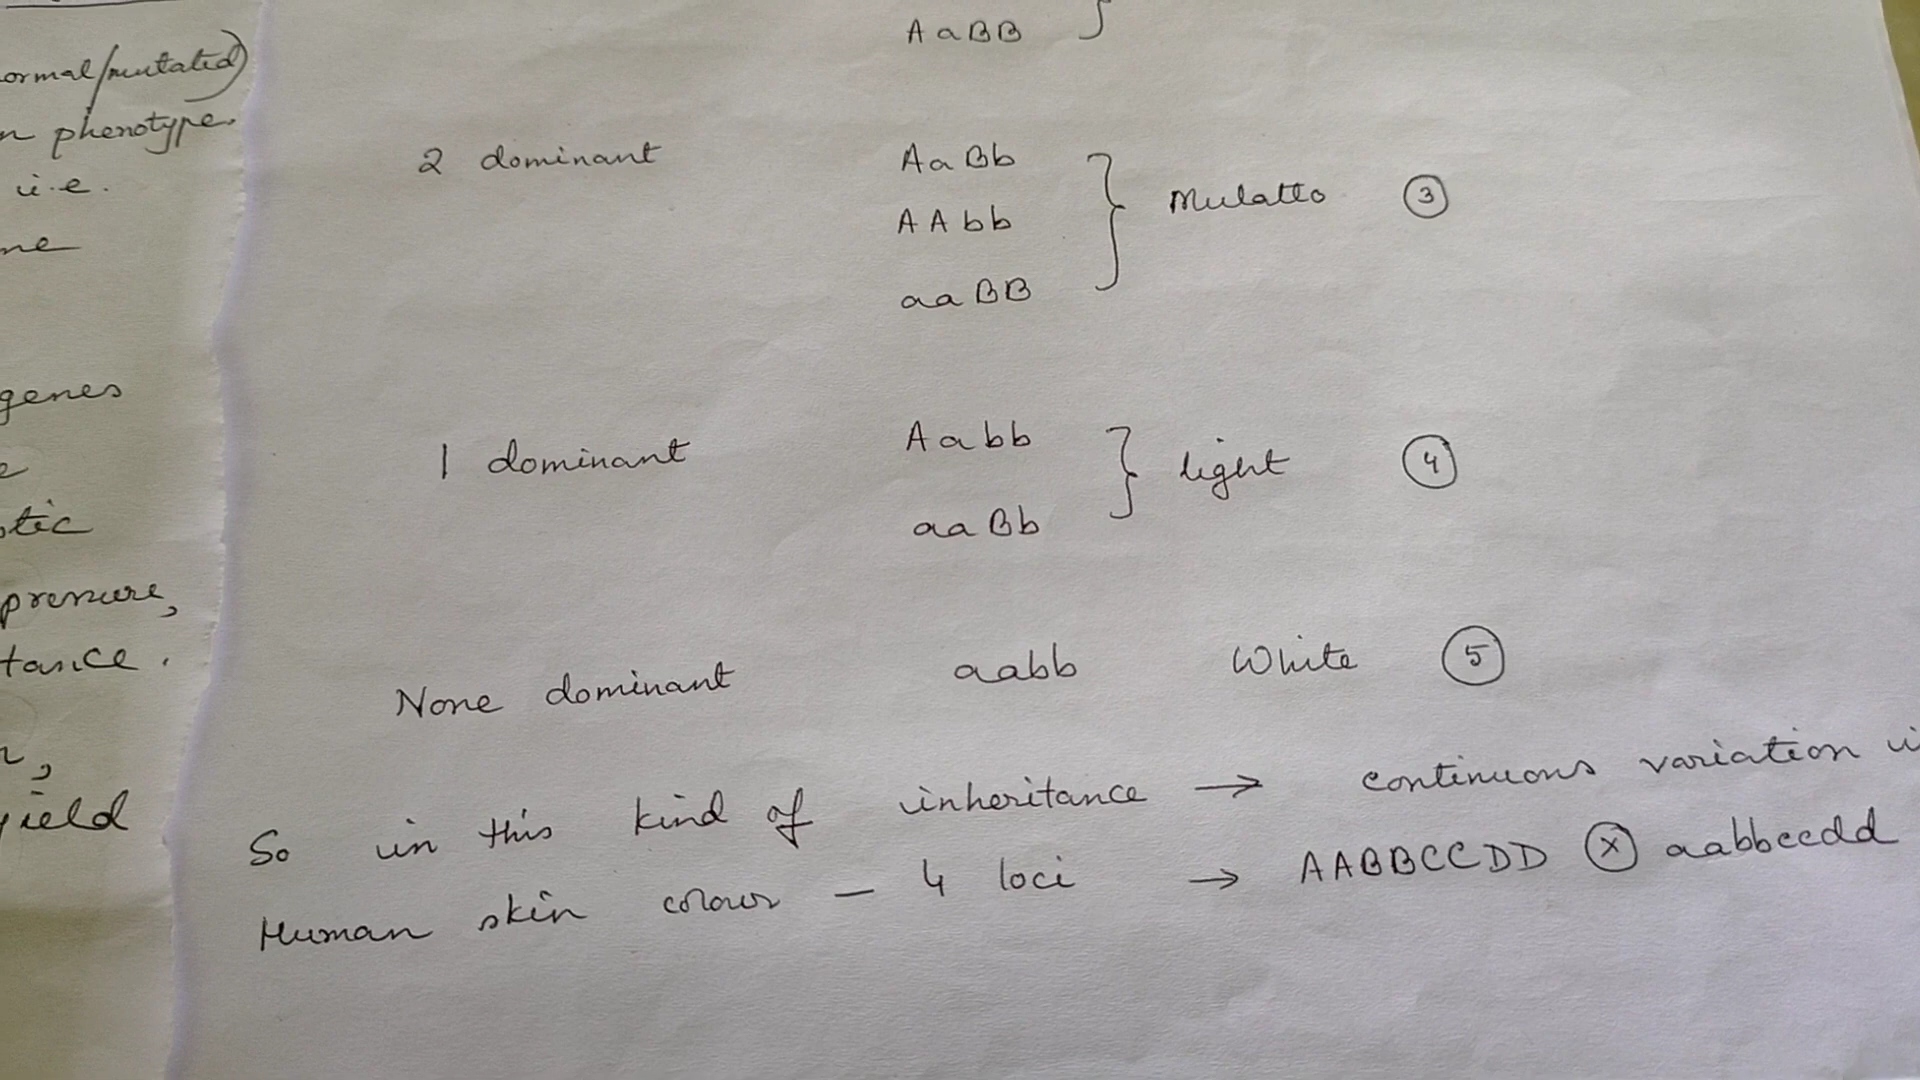 ormal/mutated)
n phenotype.
i.e.
ne
genes
e
stic
pressure,
tance.
,
yield
AaBB }
2 dominant AaBb
AAbb } Mulatto ③
aaBB
1 dominant Aabb
} light ④
aaBb
None dominant aabb White ⑤
So in this kind of inheritance → continuous variation i
Human skin colour – 4 loci → AABBCCDD ⓧ aabbccdd